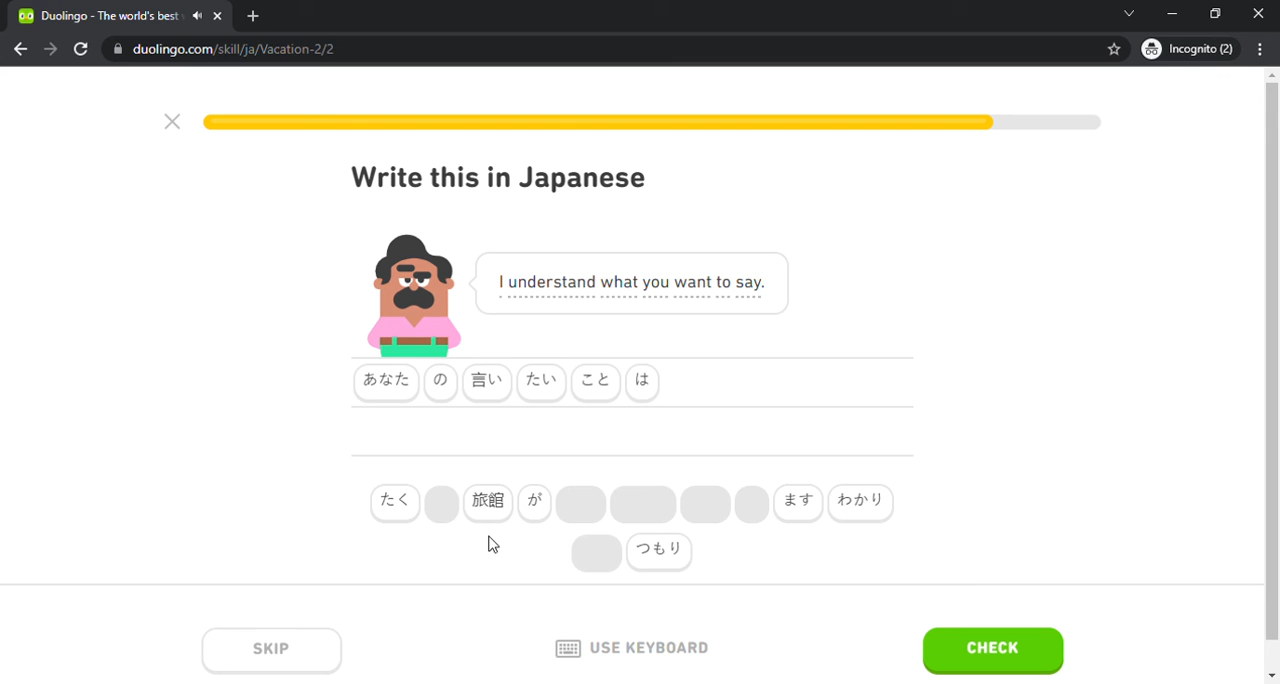 Duolingo - The world's best
duolingo.com/skill/ja/Vacation-2/2
Incognito (2)
Write this in Japanese
I understand what you want to say.
あなた の 言い たい こと は
たく 旅館 が ます わかり
つもり
SKIP USE KEYBOARD CHECK